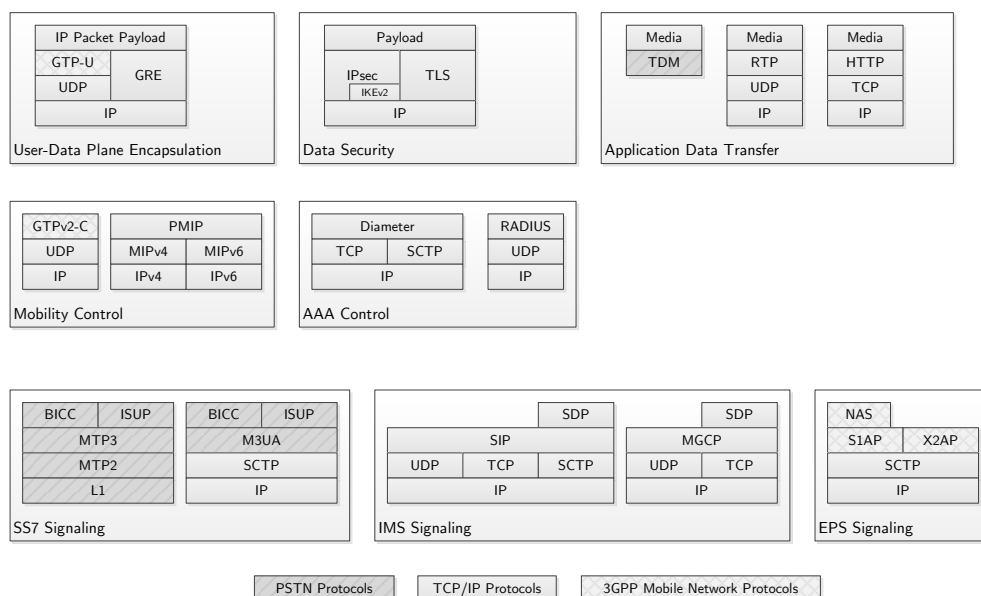 IP Packet Payload
GTP-U
GRE
UDP
IP
User-Data Plane Encapsulation
Payload
IPsec
TLS
IKEv2
IP
Data Security
Media Media Media
TDM RTP HTTP
UDP TCP
IP IP
Application Data Transfer
GTPv2-C PMIP
UDP MIPv4 MIPv6
IP IPv4 IPv6
Mobility Control
Diameter RADIUS
TCP SCTP UDP
IP IP
AAA Control
BICC ISUP BICC ISUP
MTP3 M3UA
MTP2 SCTP
L1 IP
SS7 Signaling
SDP SDP
SIP MGCP
UDP TCP SCTP UDP TCP
IP IP
IMS Signaling
NAS
S1AP X2AP
SCTP
IP
EPS Signaling
PSTN Protocols TCP/IP Protocols 3GPP Mobile Network Protocols